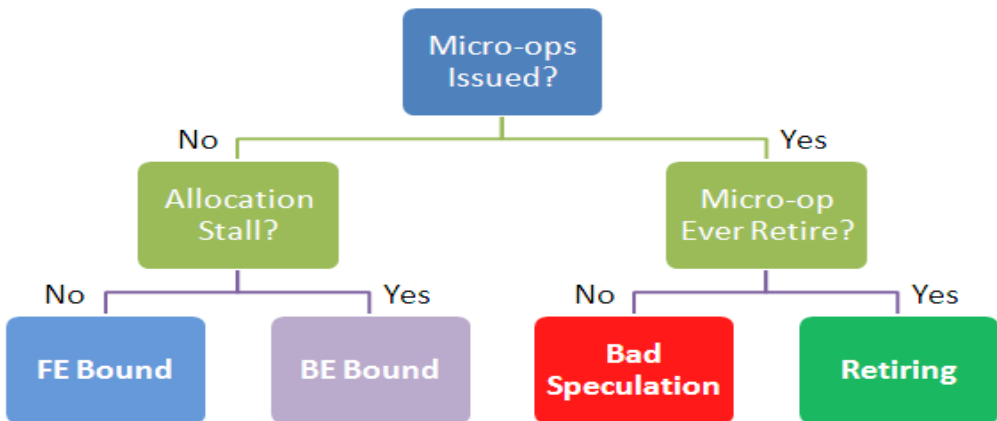 Micro-ops
Issued?
No
Yes
Allocation
Stall?
Micro-op
Ever Retire?
No
Yes
No
Yes
FE Bound
BE Bound
Bad
Speculation
Retiring